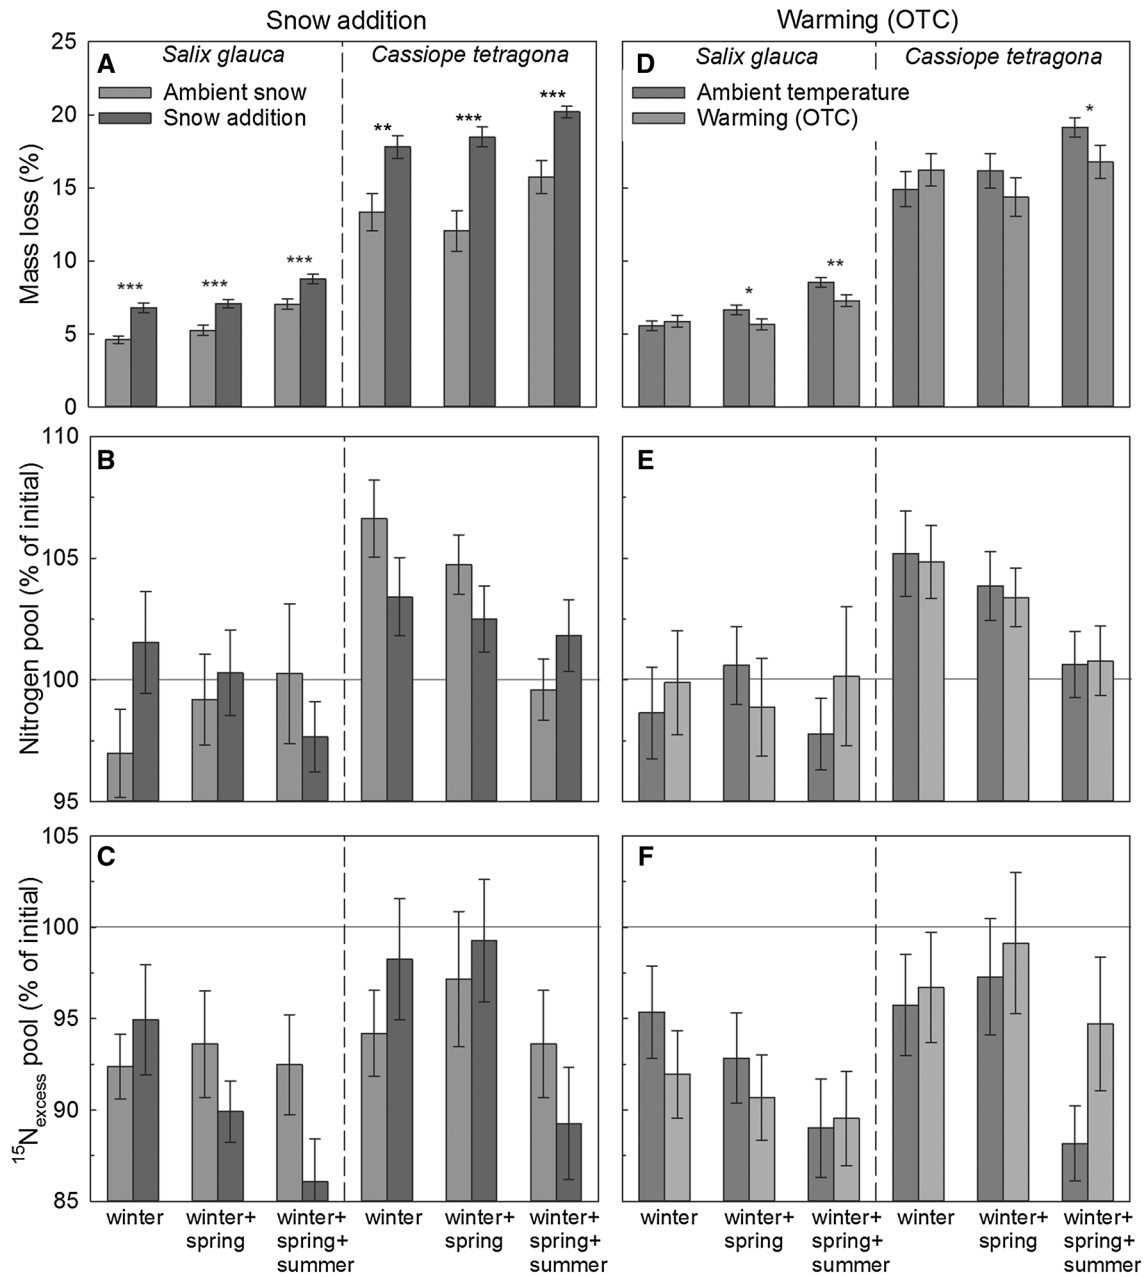 Snow addition
Warming (OTC)
A
Salix glauca
Cassiope tetragona
Ambient snow
Snow addition
***
***
***
**
***
***
25
20
15
10
5
0
Mass loss (%)
D
Salix glauca
Cassiope tetragona
Ambient temperature
Warming (OTC)
*
**
*
B
110
105
100
95
Nitrogen pool (% of initial)
E
C
105
100
95
90
85
15Nexcess pool (% of initial)
F
winter
winter+
spring
winter+
spring+
summer
winter
winter+
spring
winter+
spring+
summer
winter
winter+
spring
winter+
spring+
summer
winter
winter+
spring
winter+
spring+
summer